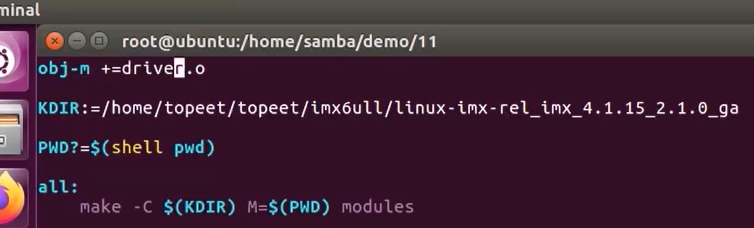 minal
root@ubuntu:/home/samba/demo/11
obj-m +=driver.o
KDIR:=/home/topeet/topeet/imx6ull/linux-imx-rel_imx_4.1.15_2.1.0_ga
PWD?=$(shell pwd)
all:
    make -C $(KDIR) M=$(PWD) modules